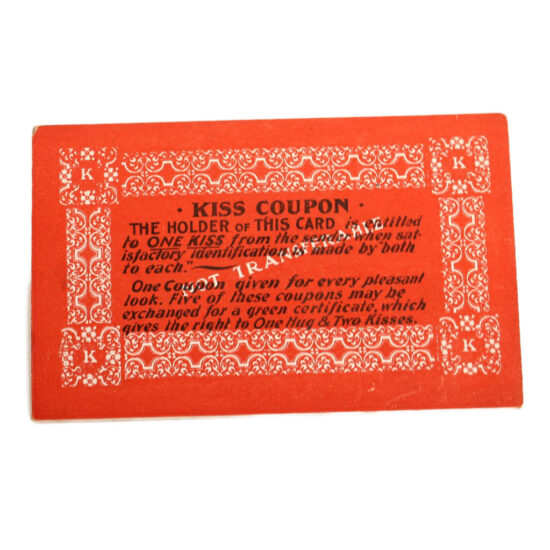 K K
· KISS COUPON ·
THE HOLDER OF THIS CARD is entitled
to ONE KISS from the sender when sat-
isfactory identification is made by "both
to each."
NOT TRANSFERABLE
One Coupon given for every pleasant
look. Five of these coupons may be
exchanged for a green certificate, which
gives the right to One Hug & Two Kisses.
K K